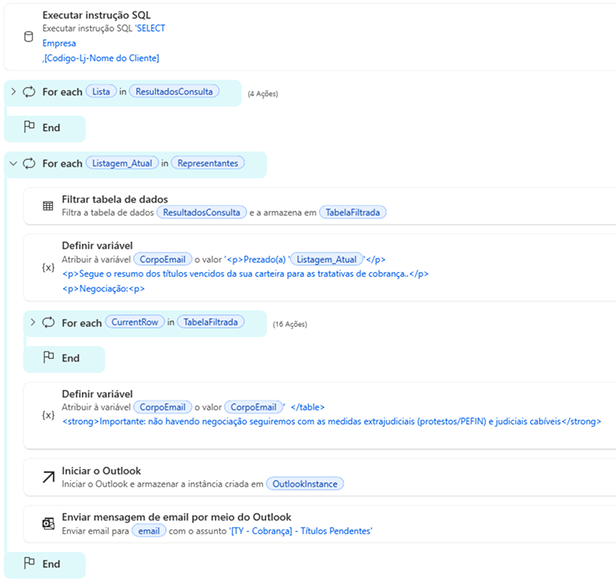 Executar instrução SQL
Executar instrução SQL 'SELECT
Empresa
,[Codigo-Lj-Nome do Cliente]
For each Lista in ResultadosConsulta (4 Ações)
End
For each Listagem_Atual in Representantes
Filtrar tabela de dados
Filtra a tabela de dados ResultadosConsulta e a armazena em TabelaFiltrada
Definir variável
{x} Atribuir à variável CorpoEmail o valor '<p>Prezado(a) ' Listagem_Atual '</p>
<p>Segue o resumo dos títulos vencidos da sua carteira para as tratativas de cobrança..</p>
<p>Negociação:<p>
For each CurrentRow in TabelaFiltrada (16 Ações)
End
Definir variável
{x} Atribuir à variável CorpoEmail o valor CorpoEmail ' </table>
<strong>Importante: não havendo negociação seguiremos com as medidas extrajudiciais (protestos/PEFIN) e judiciais cabíveis</strong>
Iniciar o Outlook
Iniciar o Outlook e armazenar a instância criada em OutlookInstance
Enviar mensagem de email por meio do Outlook
Enviar email para email com o assunto '[TY - Cobrança] - Títulos Pendentes'
End